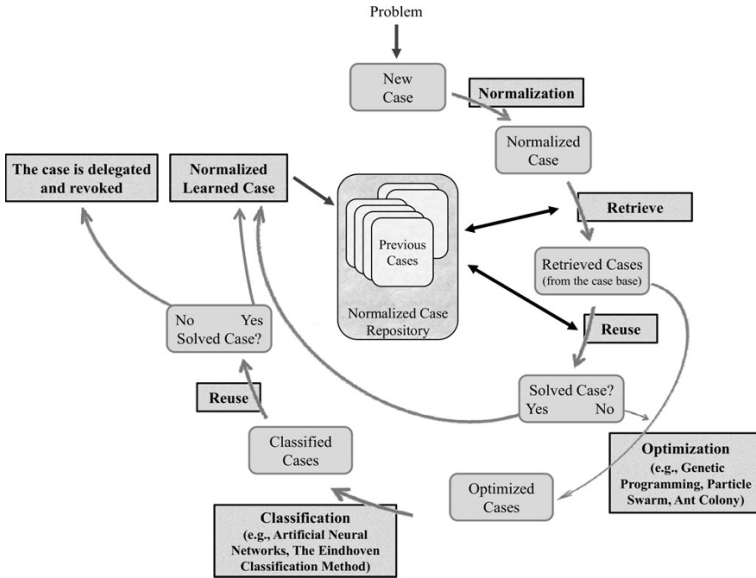 Problem
New
Case
Normalization
Normalized
Case
The case is delegated
and revoked
Normalized
Learned Case
Previous
Cases
Normalized Case
Repository
Retrieve
Retrieved Cases
(from the case base)
Reuse
No Yes
Solved Case?
Reuse
Solved Case?
Yes No
Classified
Cases
Optimization
(e.g., Genetic
Programming, Particle
Swarm, Ant Colony)
Optimized
Cases
Classification
(e.g., Artificial Neural
Networks, The Eindhoven
Classification Method)